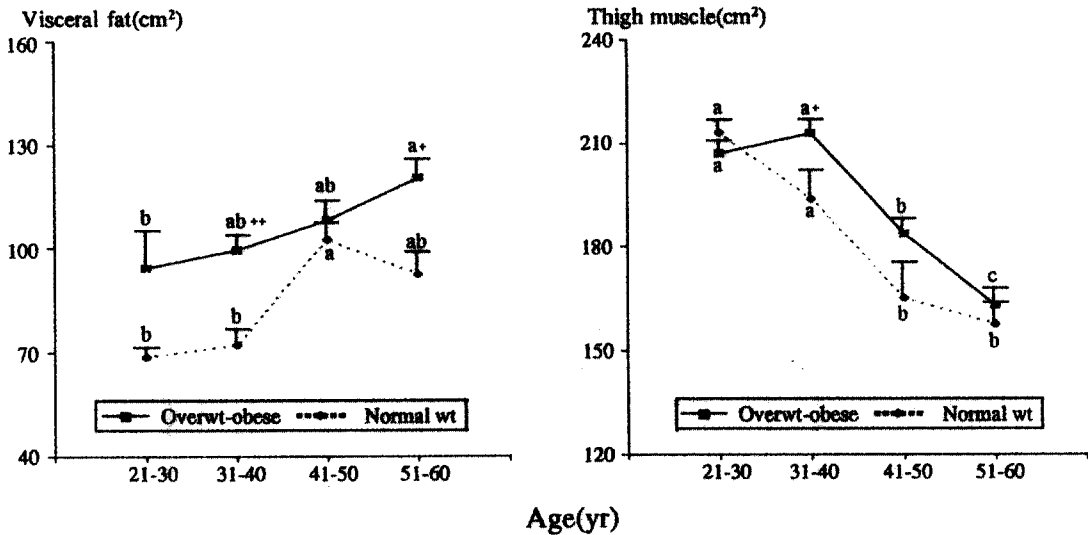 Visceral fat(cm²)
160
130
100
70
40
b
ab ++
ab
a +
b
b
a
ab
Overwt-obese Normal wt
21-30 31-40 41-50 51-60
Thigh muscle(cm²)
240
210
180
150
120
a
a +
a
a
b
b
c
b
Overwt-obese Normal wt
21-30 31-40 41-50 51-60
Age(yr)